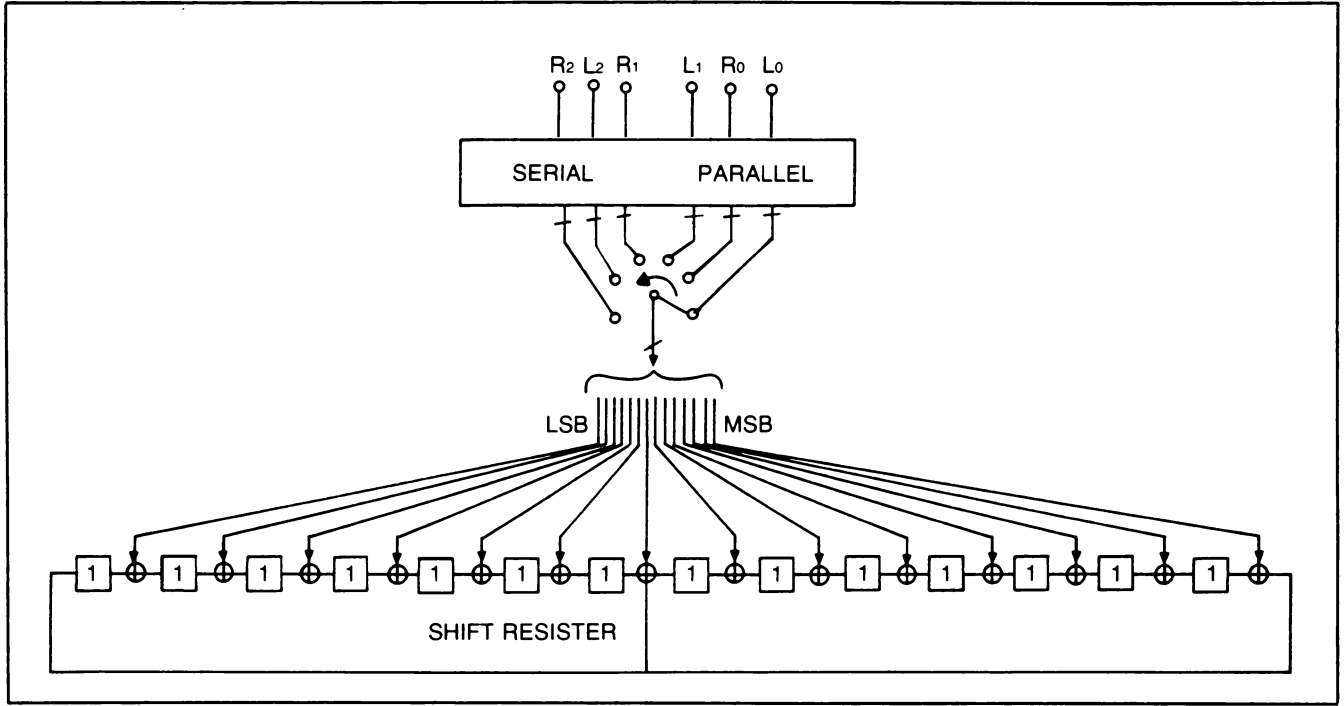 R2 L2 R1 L1 R0 L0
SERIAL PARALLEL
LSB MSB
1 1 1 1 1 1 1 1 1 1 1 1 1 1
SHIFT RESISTER